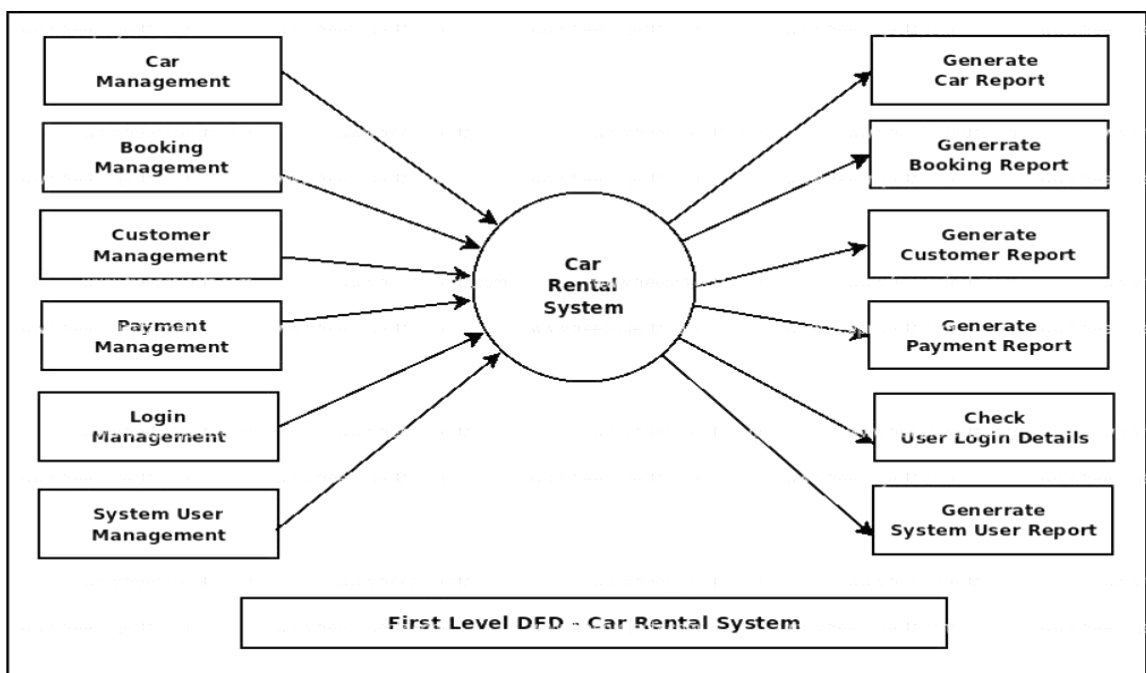 Car
Management
Booking
Management
Customer
Management
Payment
Management
Login
Management
System User
Management
Car
Rental
System
Generate
Car Report
Generrate
Booking Report
Generate
Customer Report
Generate
Payment Report
Check
User Login Details
Generrate
System User Report
First Level DFD - Car Rental System